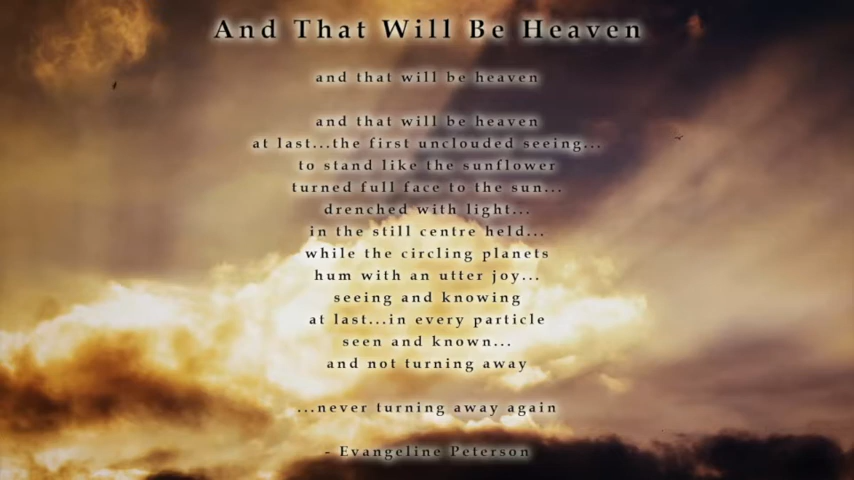 And That Will Be Heaven
and that will be heaven
and that will be heaven
at last...the first unclouded seeing...
to stand like the sunflower
turned full face to the sun...
drenched with light...
in the still centre held...
while the circling planets
hum with an utter joy...
seeing and knowing
at last...in every particle
seen and known...
and not turning away
...never turning away again
- Evangeline Peterson